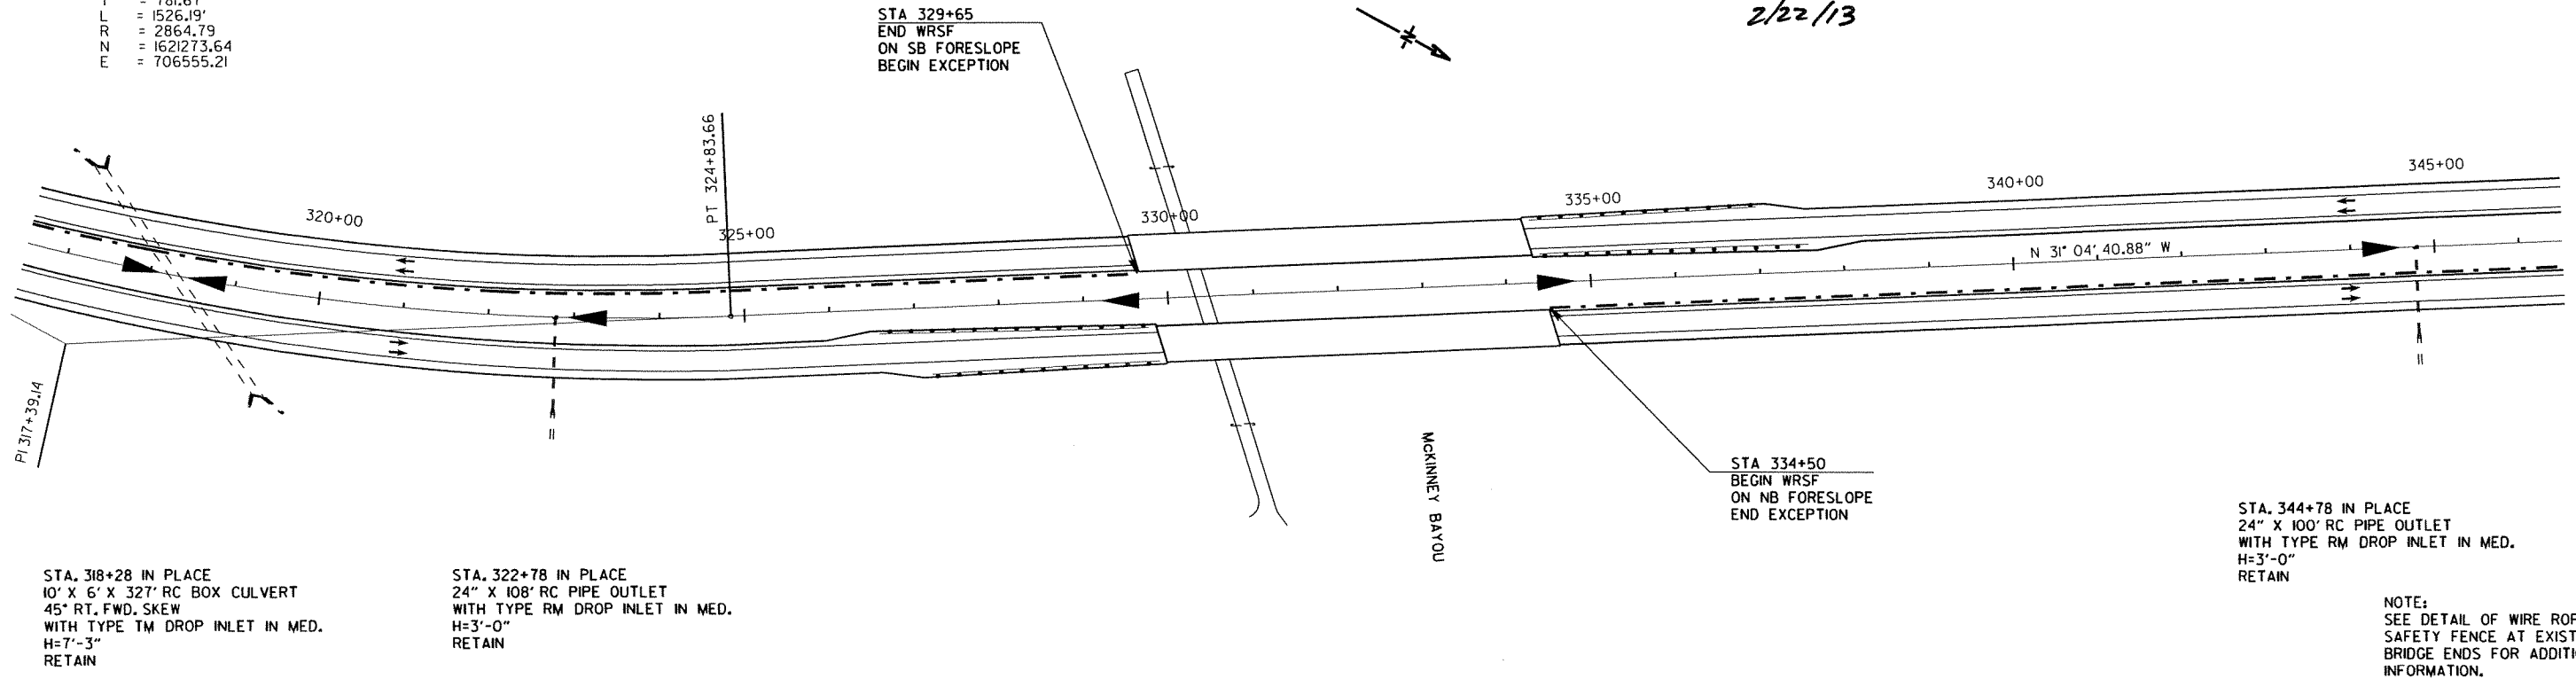 L = 1526.19'
R = 2864.79
N = 1621273.64
E = 706555.21
STA 329+65
END WRSF
ON SB FORESLOPE
BEGIN EXCEPTION
N
2/22/13
PT 324+83.66
320+00
325+00
330+00
335+00
340+00
345+00
N 31° 04' 40.88" W
PI 317+39.14
II
II
McKINNEY BAYOU
STA 334+50
BEGIN WRSF
ON NB FORESLOPE
END EXCEPTION
STA. 318+28 IN PLACE
10' X 6' X 327' RC BOX CULVERT
45° RT. FWD. SKEW
WITH TYPE TM DROP INLET IN MED.
H=7'-3"
RETAIN
STA. 322+78 IN PLACE
24" X 108' RC PIPE OUTLET
WITH TYPE RM DROP INLET IN MED.
H=3'-0"
RETAIN
STA. 344+78 IN PLACE
24" X 100' RC PIPE OUTLET
WITH TYPE RM DROP INLET IN MED.
H=3'-0"
RETAIN
NOTE:
SEE DETAIL OF WIRE
SAFETY FENCE AT
BRIDGE ENDS FOR
INFORMATION.